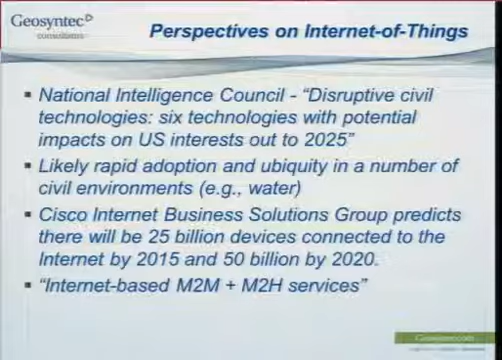 Geosyntec
consultants
Perspectives on Internet-of-Things
▪ National Intelligence Council - “Disruptive civil
technologies: six technologies with potential
impacts on US interests out to 2025”
▪ Likely rapid adoption and ubiquity in a number of
civil environments (e.g., water)
▪ Cisco Internet Business Solutions Group predicts
there will be 25 billion devices connected to the
Internet by 2015 and 50 billion by 2020.
▪ “Internet-based M2M + M2H services”